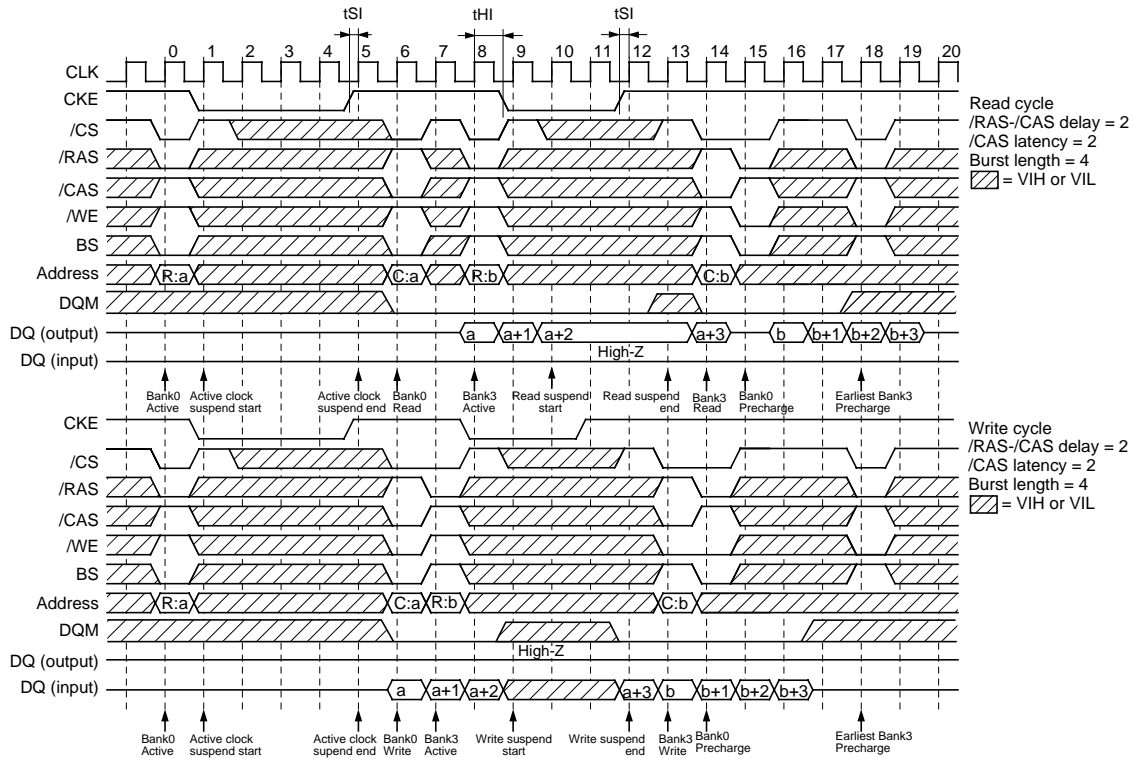 tSI tHI tSI
0 1 2 3 4 5 6 7 8 9 10 11 12 13 14 15 16 17 18 19 20
CLK
CKE
/CS
/RAS
/CAS
/WE
BS
Address R:a C:a R:b C:b
DQM
DQ (output) a a+1 a+2 a+3 b b+1 b+2 b+3
High-Z
DQ (input)
Read cycle
/RAS-/CAS delay = 2
/CAS latency = 2
Burst length = 4
= VIH or VIL
Bank0 Active clock Active clock Bank0 Bank3 Read suspend Read suspend Bank3 Bank0 Earliest Bank3
Active suspend start suspend end Read Active start end Read Precharge Precharge
CKE
/CS
/RAS
/CAS
/WE
BS
Address R:a C:a R:b C:b
DQM
High-Z
DQ (output)
DQ (input) a a+1 a+2 a+3 b b+1 b+2 b+3
Write cycle
/RAS-/CAS delay = 2
/CAS latency = 2
Burst length = 4
= VIH or VIL
Bank0 Active clock Active clock Bank0 Bank3 Write suspend Write suspend Bank3 Bank0 Earliest Bank3
Active suspend start supend end Write Active start end Write Precharge Precharge